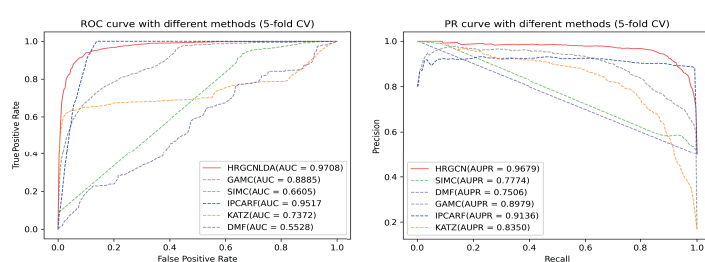 ROC curve with different methods (5-fold CV)
1.0
0.8
0.6
0.4
0.2
0.0
True Positive Rate
HRGCNLDA(AUC = 0.9708)
GAMC(AUC = 0.8885)
SIMC(AUC = 0.6605)
IPCARF(AUC = 0.9517)
KATZ(AUC = 0.7372)
DMF(AUC = 0.5528)
0.0 0.2 0.4 0.6 0.8 1.0
False Positive Rate
PR curve with different methods (5-fold CV)
1.0
0.8
0.6
0.4
0.2
Precision
HRGCN(AUPR = 0.9679)
SIMC(AUPR = 0.7774)
DMF(AUPR = 0.7506)
GAMC(AUPR = 0.8979)
IPCARF(AUPR = 0.9136)
KATZ(AUPR = 0.8350)
0.0 0.2 0.4 0.6 0.8 1.0
Recall